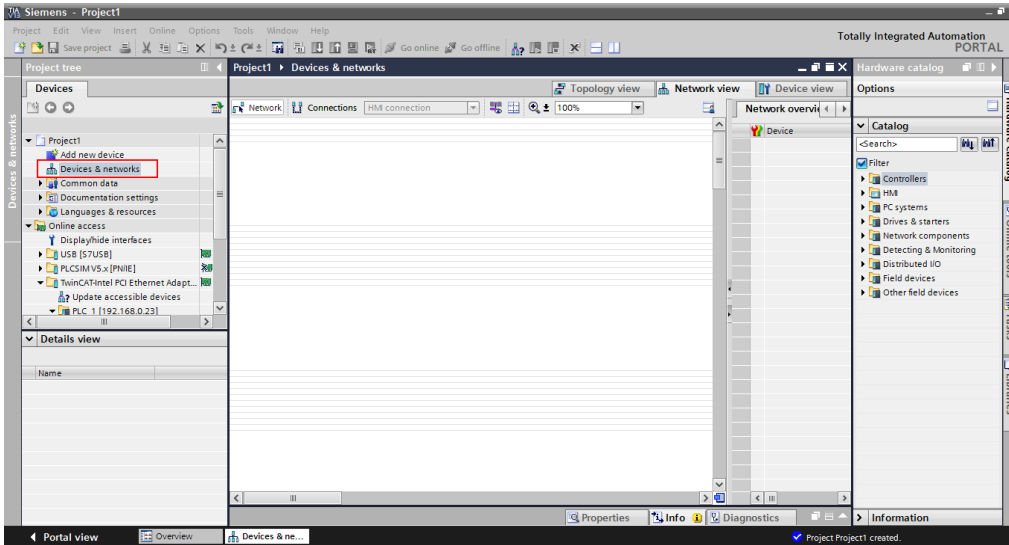 Siemens - Project1
Project Edit View Insert Online Options Tools Window Help
Save project Go online Go offline
Totally Integrated Automation
PORTAL
Project tree
Project1 Devices & networks
Hardware catalog
Devices
Topology view Network view Device view
Options
Network Connections HMI connection 100%
Network overvie
Device
Catalog
<Search>
Filter
Controllers
HMI
PC systems
Drives & starters
Network components
Detecting & Monitoring
Distributed I/O
Field devices
Other field devices
Project1
Add new device
Devices & networks
Common data
Documentation settings
Languages & resources
Online access
Display/hide interfaces
USB [S7USB]
PLCSIM V5.x [PN/IE]
TwinCAT-Intel PCI Ethernet Adapt...
Update accessible devices
PLC_1 [192.168.0.23]
Details view
Name
Devices & networks
Properties Info Diagnostics
Information
Portal view Overview Devices & ne...
Project Project1 created.